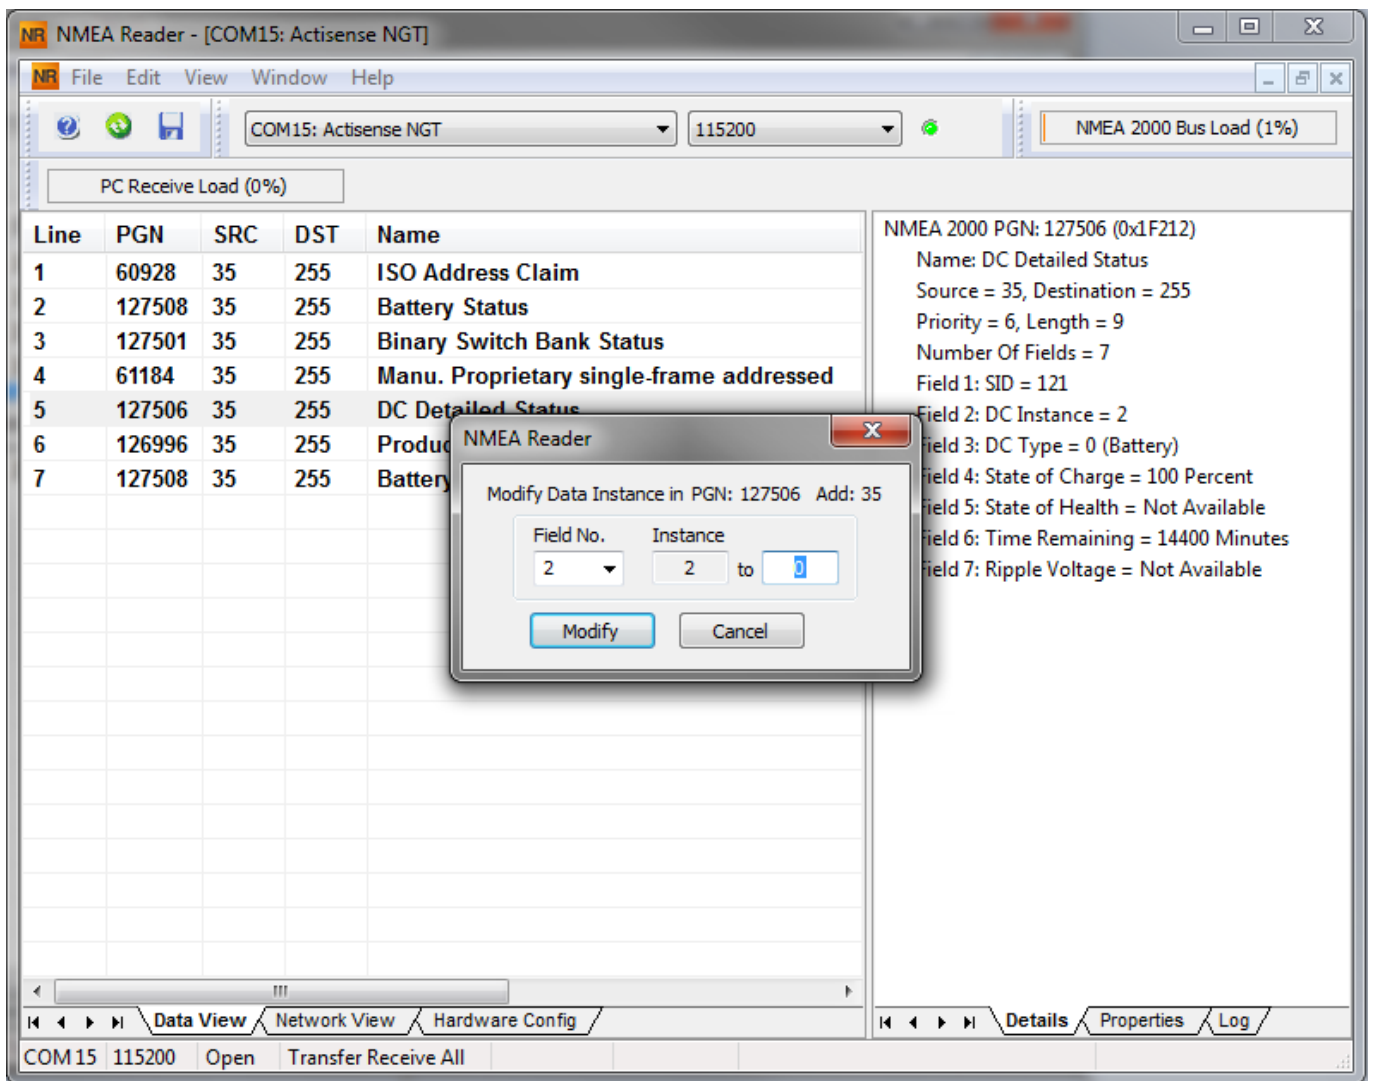 NR NMEA Reader - [COM15: Actisense NGT]
NR File Edit View Window Help
COM15: Actisense NGT 115200 NMEA 2000 Bus Load (1%)
PC Receive Load (0%)
Line PGN SRC DST Name
1 60928 35 255 ISO Address Claim
2 127508 35 255 Battery Status
3 127501 35 255 Binary Switch Bank Status
4 61184 35 255 Manu. Proprietary single-frame addressed
5 127506 35 255 DC Detailed Status
6 126996 35 255 Produc
7 127508 35 255 Battery
NMEA Reader
Modify Data Instance in PGN: 127506 Add: 35
Field No. Instance
2 2 to 0
Modify Cancel
NMEA 2000 PGN: 127506 (0x1F212)
Name: DC Detailed Status
Source = 35, Destination = 255
Priority = 6, Length = 9
Number Of Fields = 7
Field 1: SID = 121
Field 2: DC Instance = 2
Field 3: DC Type = 0 (Battery)
Field 4: State of Charge = 100 Percent
Field 5: State of Health = Not Available
Field 6: Time Remaining = 14400 Minutes
Field 7: Ripple Voltage = Not Available
Data View Network View Hardware Config
Details Properties Log
COM 15 115200 Open Transfer Receive All